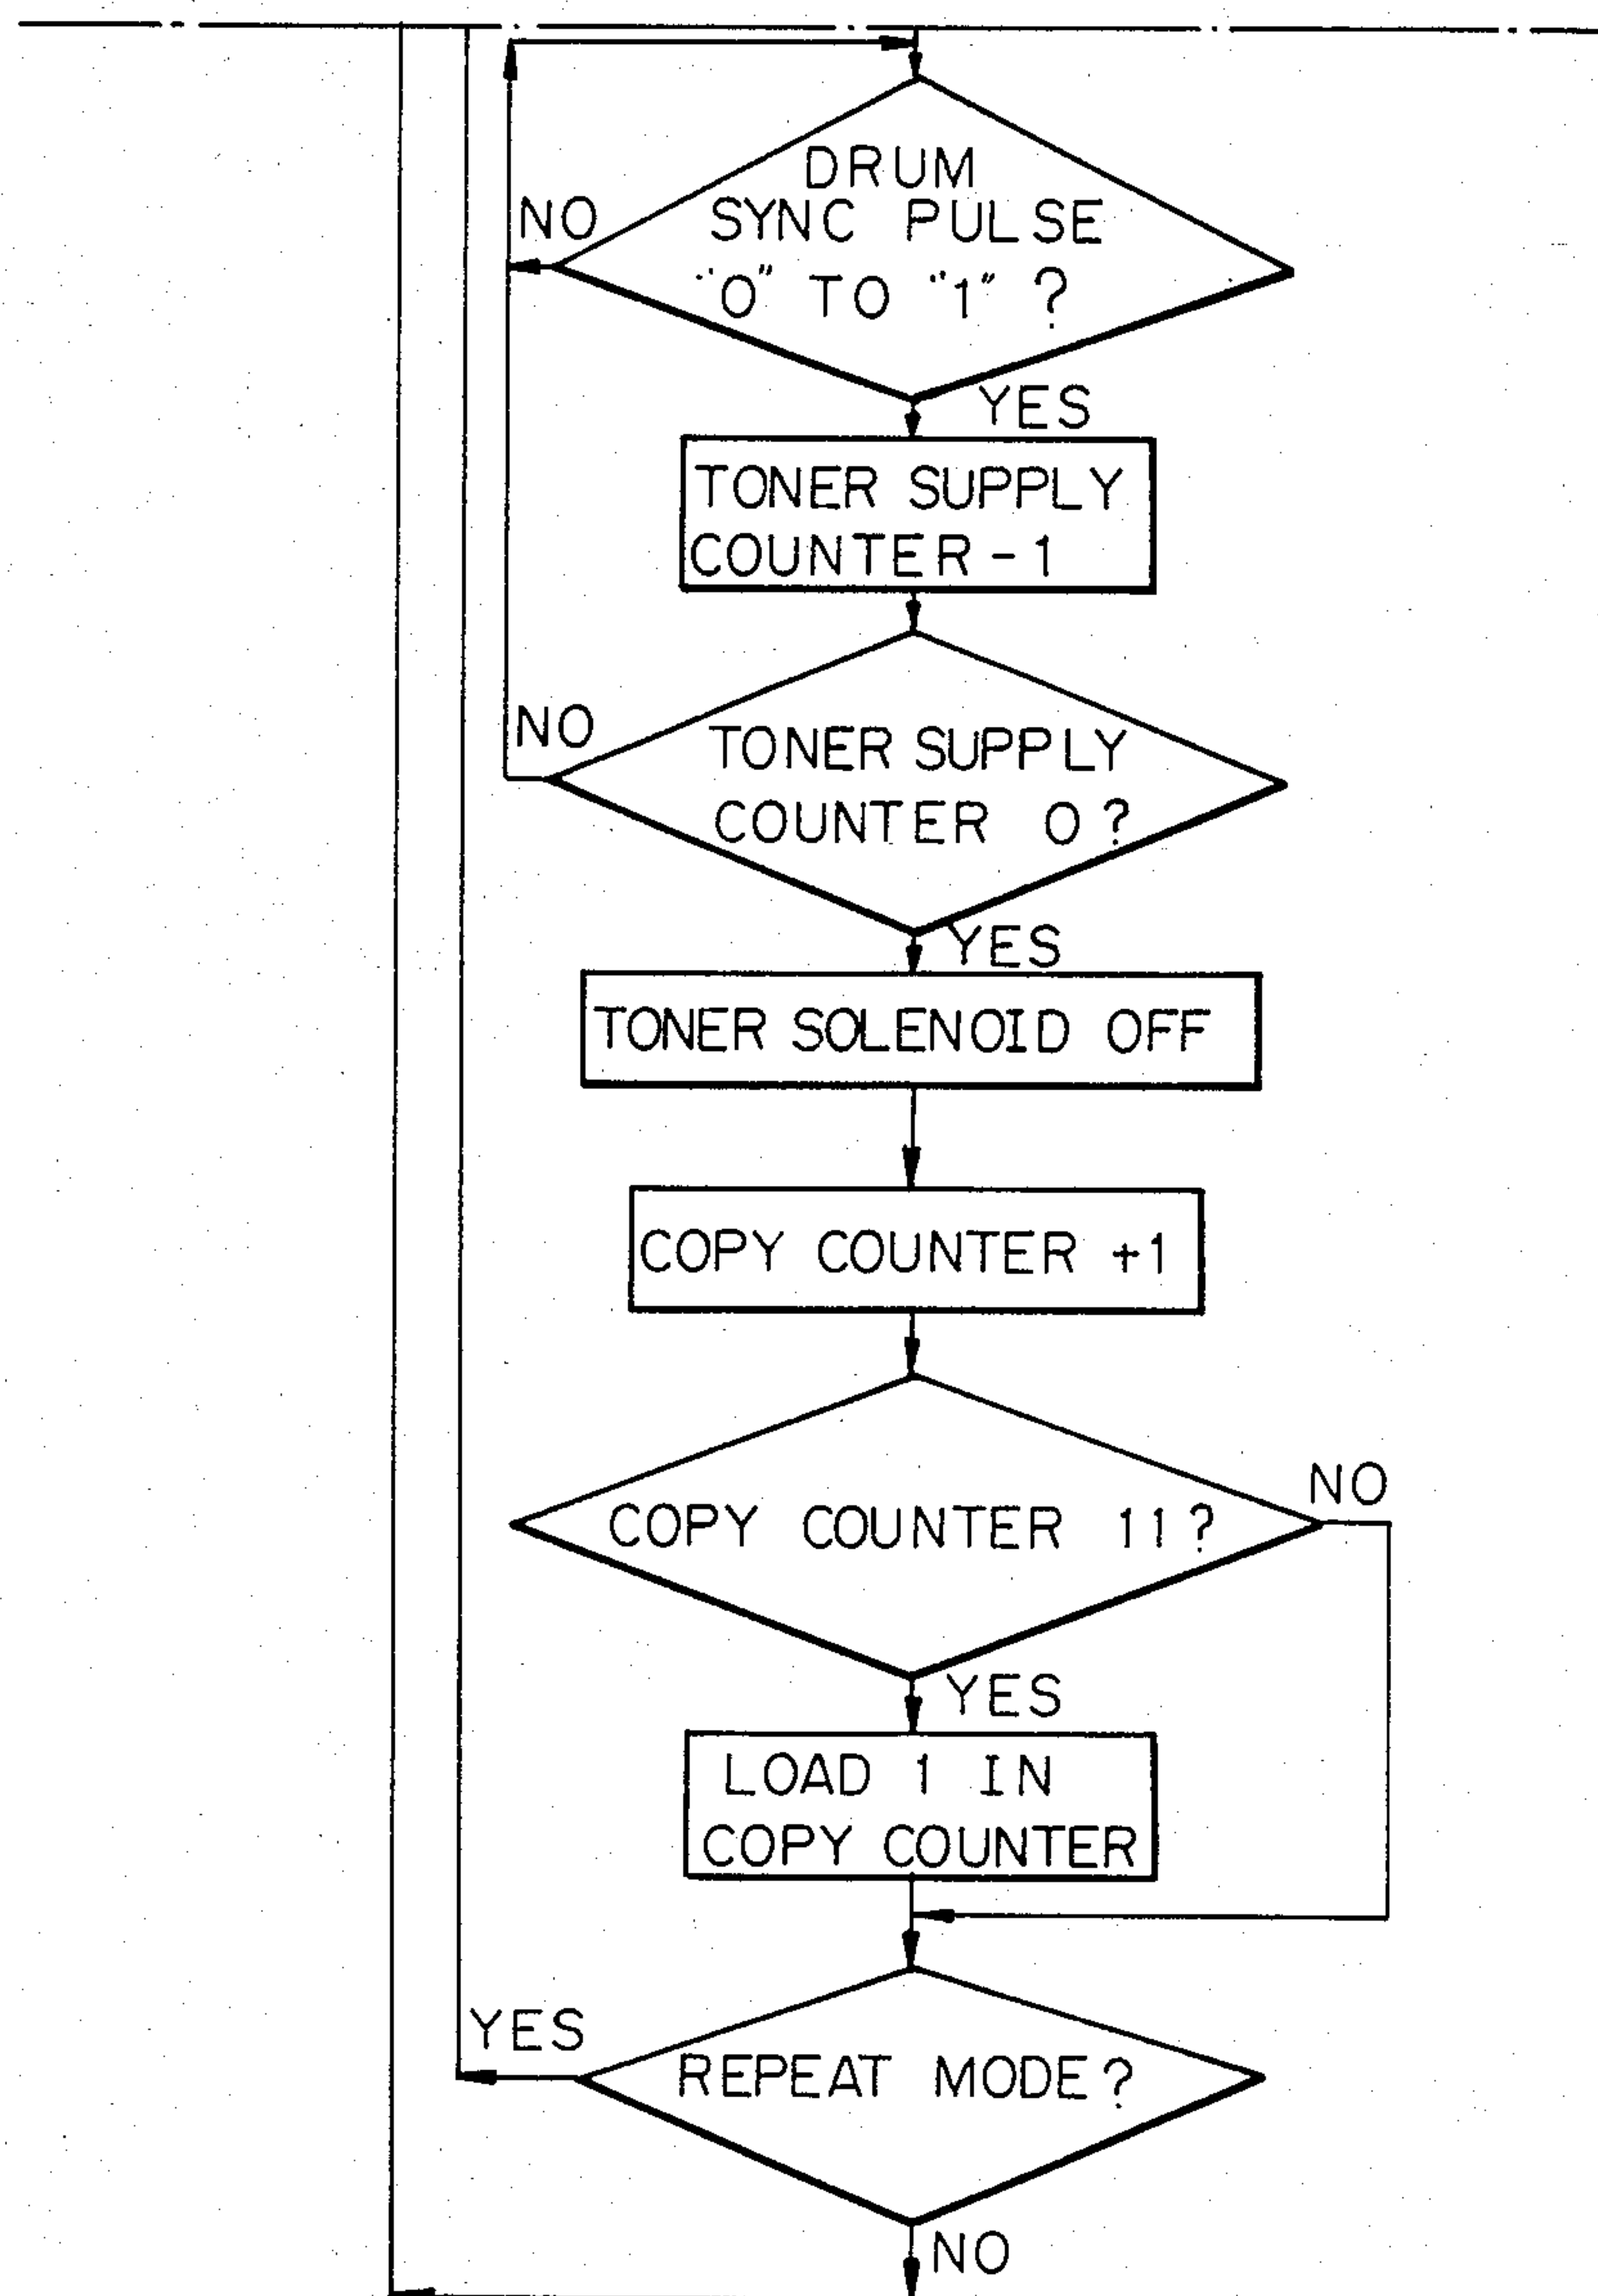 DRUM
SYNC PULSE
"0" TO "1" ?
NO
YES
TONER SUPPLY
COUNTER - 1
NO
TONER SUPPLY
COUNTER 0 ?
YES
TONER SOLENOID OFF
COPY COUNTER +1
NO
COPY COUNTER 11 ?
YES
LOAD 1 IN
COPY COUNTER
YES
REPEAT MODE ?
NO